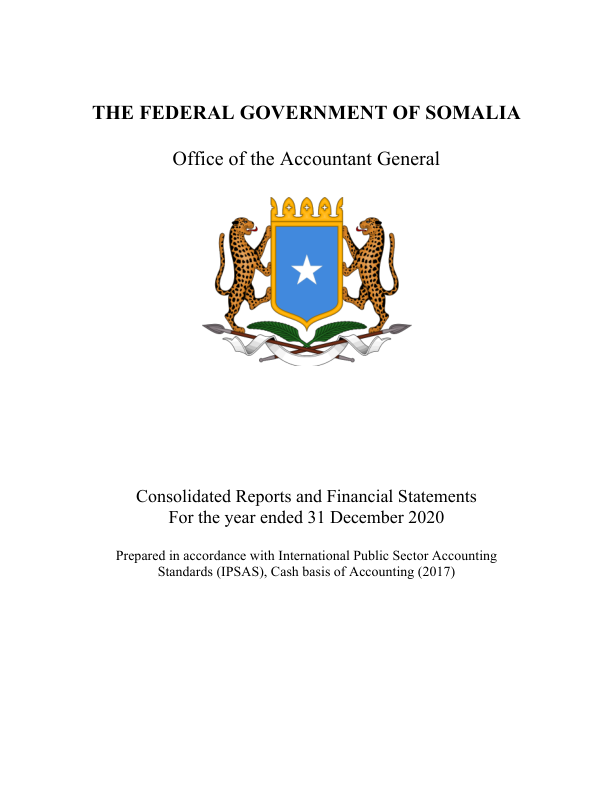 THE FEDERAL GOVERNMENT OF SOMALIA
Office of the Accountant General
Consolidated Reports and Financial Statements
For the year ended 31 December 2020
Prepared in accordance with International Public Sector Accounting
Standards (IPSAS), Cash basis of Accounting (2017)